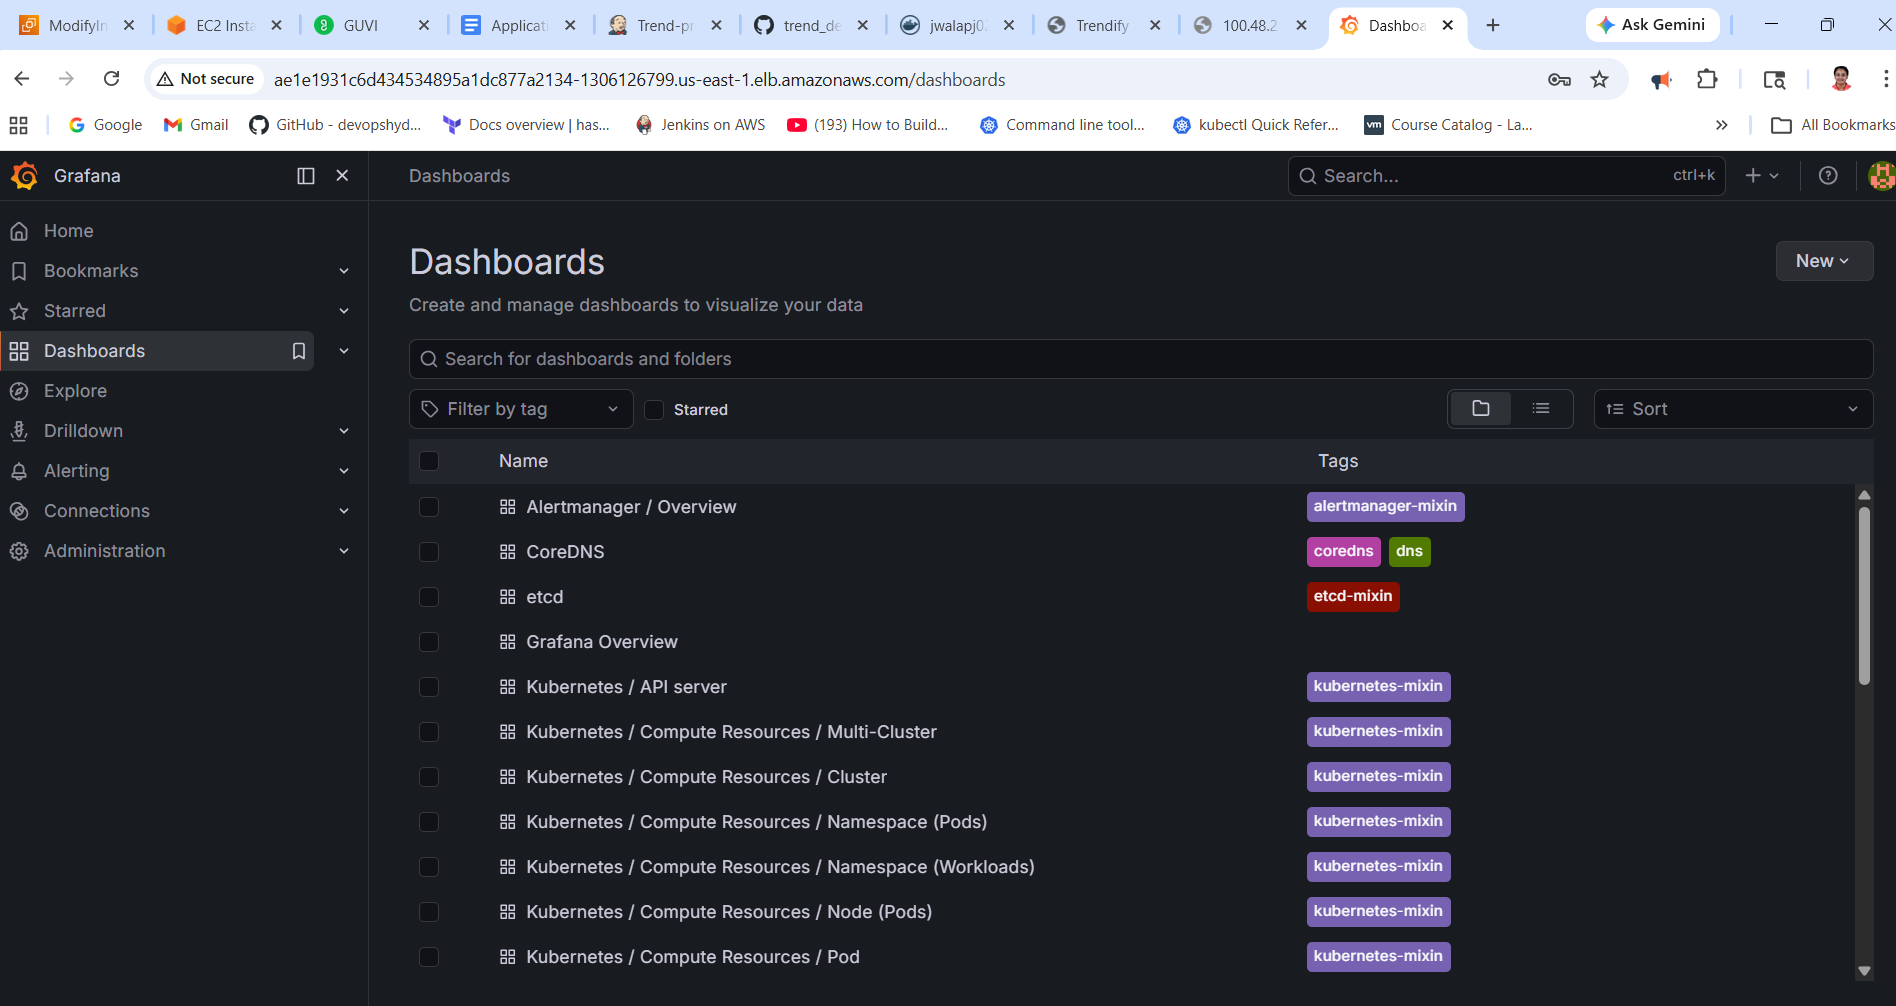 ModifyIn
EC2 Insta
GUVI
Applicati
Trend-pr
trend_de
jwalapj02
Trendify
100.48.2
Dashboa
Ask Gemini
Not secure
ae1e1931c6d434534895a1dc877a2134-1306126799.us-east-1.elb.amazonaws.com/dashboards
Google
Gmail
GitHub - devopshyd...
Docs overview | has...
Jenkins on AWS
(193) How to Build...
Command line tool...
kubectl Quick Refer...
vm
Course Catalog - La...
All Bookmarks
Grafana
Dashboards
Search...
ctrl+k
Home
Bookmarks
Starred
Dashboards
Explore
Drilldown
Alerting
Connections
Administration
Dashboards
New
Create and manage dashboards to visualize your data
Search for dashboards and folders
Filter by tag
Starred
Sort
Name
Tags
Alertmanager / Overview
alertmanager-mixin
CoreDNS
coredns
dns
etcd
etcd-mixin
Grafana Overview
Kubernetes / API server
kubernetes-mixin
Kubernetes / Compute Resources / Multi-Cluster
kubernetes-mixin
Kubernetes / Compute Resources / Cluster
kubernetes-mixin
Kubernetes / Compute Resources / Namespace (Pods)
kubernetes-mixin
Kubernetes / Compute Resources / Namespace (Workloads)
kubernetes-mixin
Kubernetes / Compute Resources / Node (Pods)
kubernetes-mixin
Kubernetes / Compute Resources / Pod
kubernetes-mixin